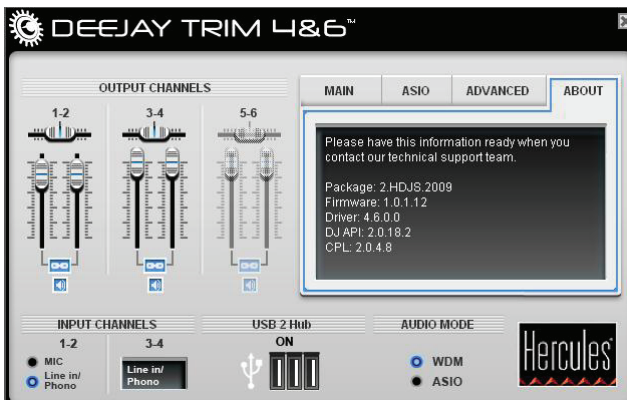 DEEJAY TRIM 4&6™
OUTPUT CHANNELS
1-2
3-4
5-6
MAIN
ASIO
ADVANCED
ABOUT
Please have this information ready when you
contact our technical support team.
Package: 2.HDJS.2009
Firmware: 1.0.1.12
Driver: 4.6.0.0
DJ API: 2.0.18.2
CPL: 2.0.4.8
INPUT CHANNELS
1-2
MIC
Line in/
Phono
3-4
Line in/
Phono
USB 2 Hub
ON
AUDIO MODE
WDM
ASIO
Hercules